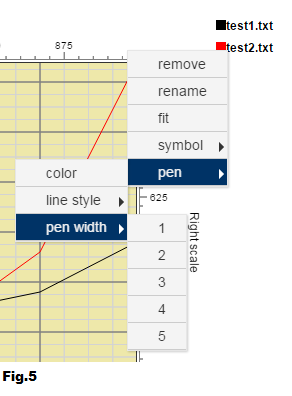 test1.txt
875
test2.txt
remove
rename
fit
symbol
pen
color
line style
pen width
625
Right scale
1
2
3
4
5
Fig.5